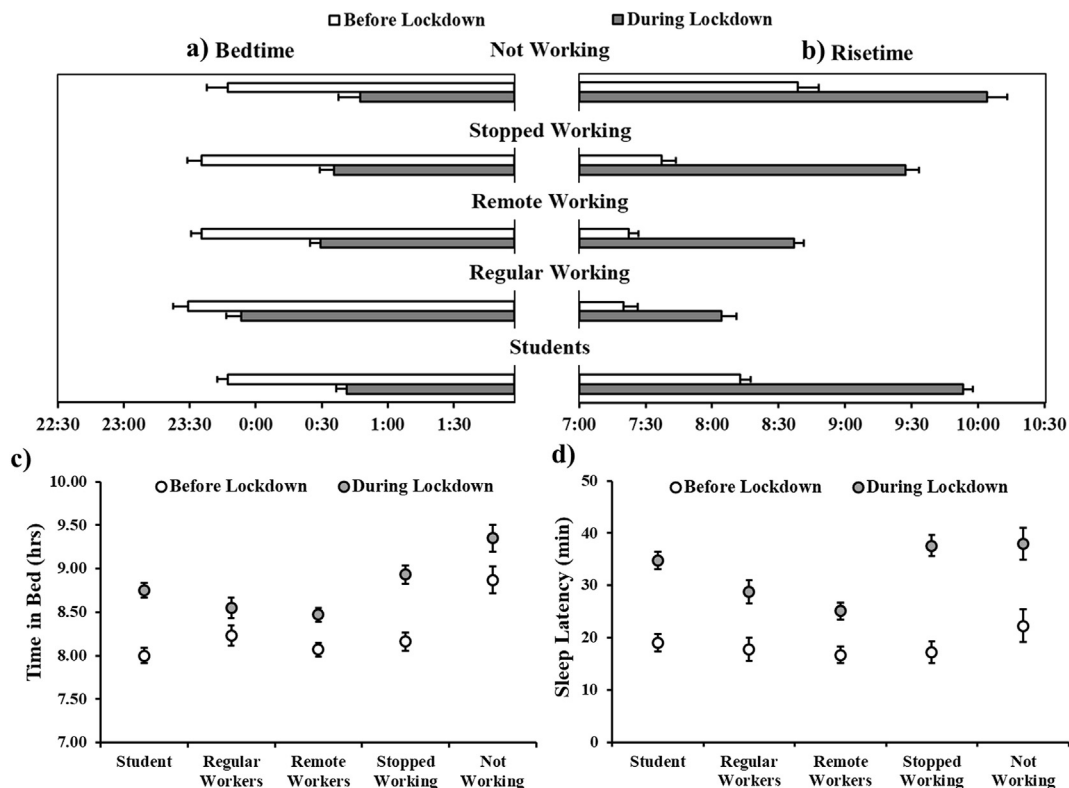 Before Lockdown During Lockdown
a) Bedtime Not Working b) Risetime
Stopped Working
Remote Working
Regular Working
Students
22:30 23:00 23:30 0:00 0:30 1:00 1:30 7:00 7:30 8:00 8:30 9:00 9:30 10:00 10:30
c)
Before Lockdown During Lockdown
Time in Bed (hrs)
10.00
9.50
9.00
8.50
8.00
7.50
7.00
Student Regular Workers Remote Workers Stopped Working Not Working
d)
Before Lockdown During Lockdown
Sleep Latency (min)
50
40
30
20
10
0
Student Regular Workers Remote Workers Stopped Working Not Working